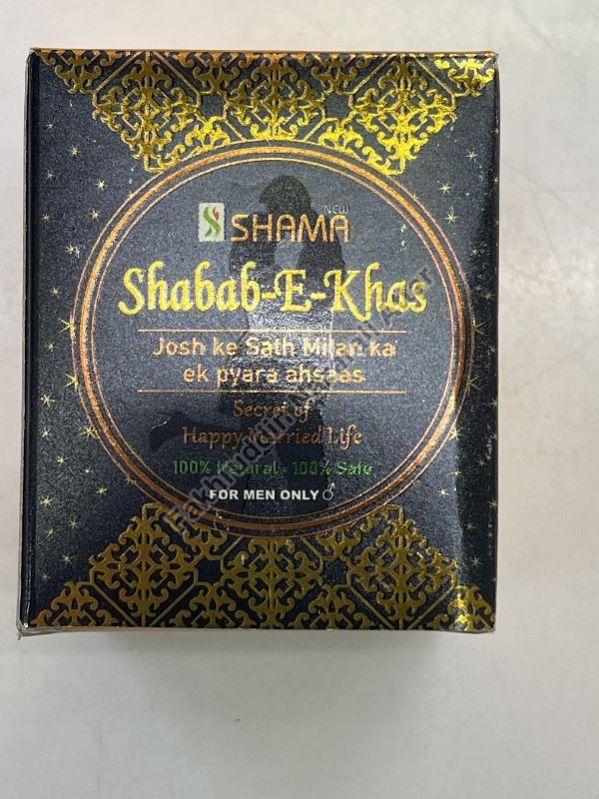 NEW
SHAMA
Shabab-E-Khas
Josh ke Sath Milan ka
ek pyara ahsaas
Secret of
Happy Married Life
100% Natural - 100% Safe
FOR MEN ONLY